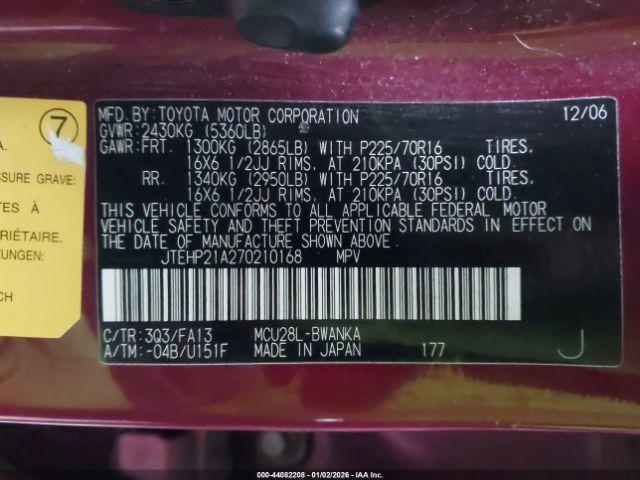 7
A.
SSURE GRAVE:
TES À
RIÉTAIRE.
ZUNGEN:
CH
MFD.BY: TOYOTA MOTOR CORPORATION 12/06
GVWR: 2430KG (5360LB)
GAWR: FRT. 1300KG (2865LB) WITH P225/70R16 TIRES.
16X6 1/2JJ RIMS. AT 210KPA (30PSI) COLD.
RR. 1340KG (2950LB) WITH P225/70R16 TIRES.
16X6 1/2JJ RIMS. AT 210KPA (30PSI) COLD.
THIS VEHICLE CONFORMS TO ALL APPLICABLE FEDERAL MOTOR
VEHICLE SAFETY AND THEFT PREVENTION STANDARDS IN EFFECT ON
THE DATE OF MANUFACTURE SHOWN ABOVE.
JTEHP21A270210168 MPV
C/TR: 3Q3/FA13 MCU28L-BWANKA
A/TM: -04B/U151F MADE IN JAPAN 177 J
000-44082208 - 01/02/2026 - IAA Inc.